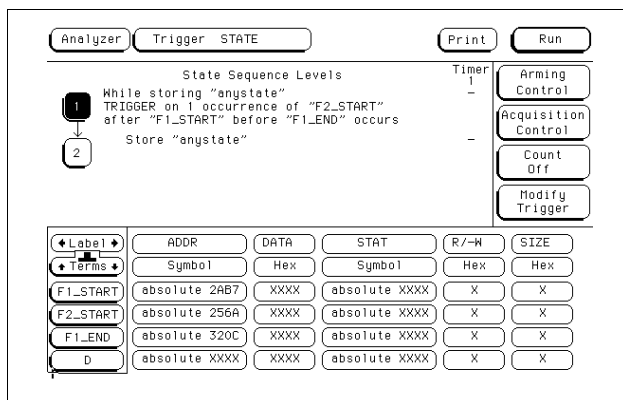 Analyzer Trigger STATE Print Run
State Sequence Levels
Timer
1
1
While storing "anystate"
TRIGGER on 1 occurrence of "F2_START"
after "F1_START" before "F1_END" occurs
–
2
Store "anystate"
–
Arming
Control
Acquisition
Control
Count
Off
Modify
Trigger
Label ADDR DATA STAT R/-W SIZE
Terms Symbol Hex Symbol Hex Hex
F1_START absolute 2AB7 XXXX absolute XXXX X X
F2_START absolute 256A XXXX absolute XXXX X X
F1_END absolute 320C XXXX absolute XXXX X X
D absolute XXXX XXXX absolute XXXX X X